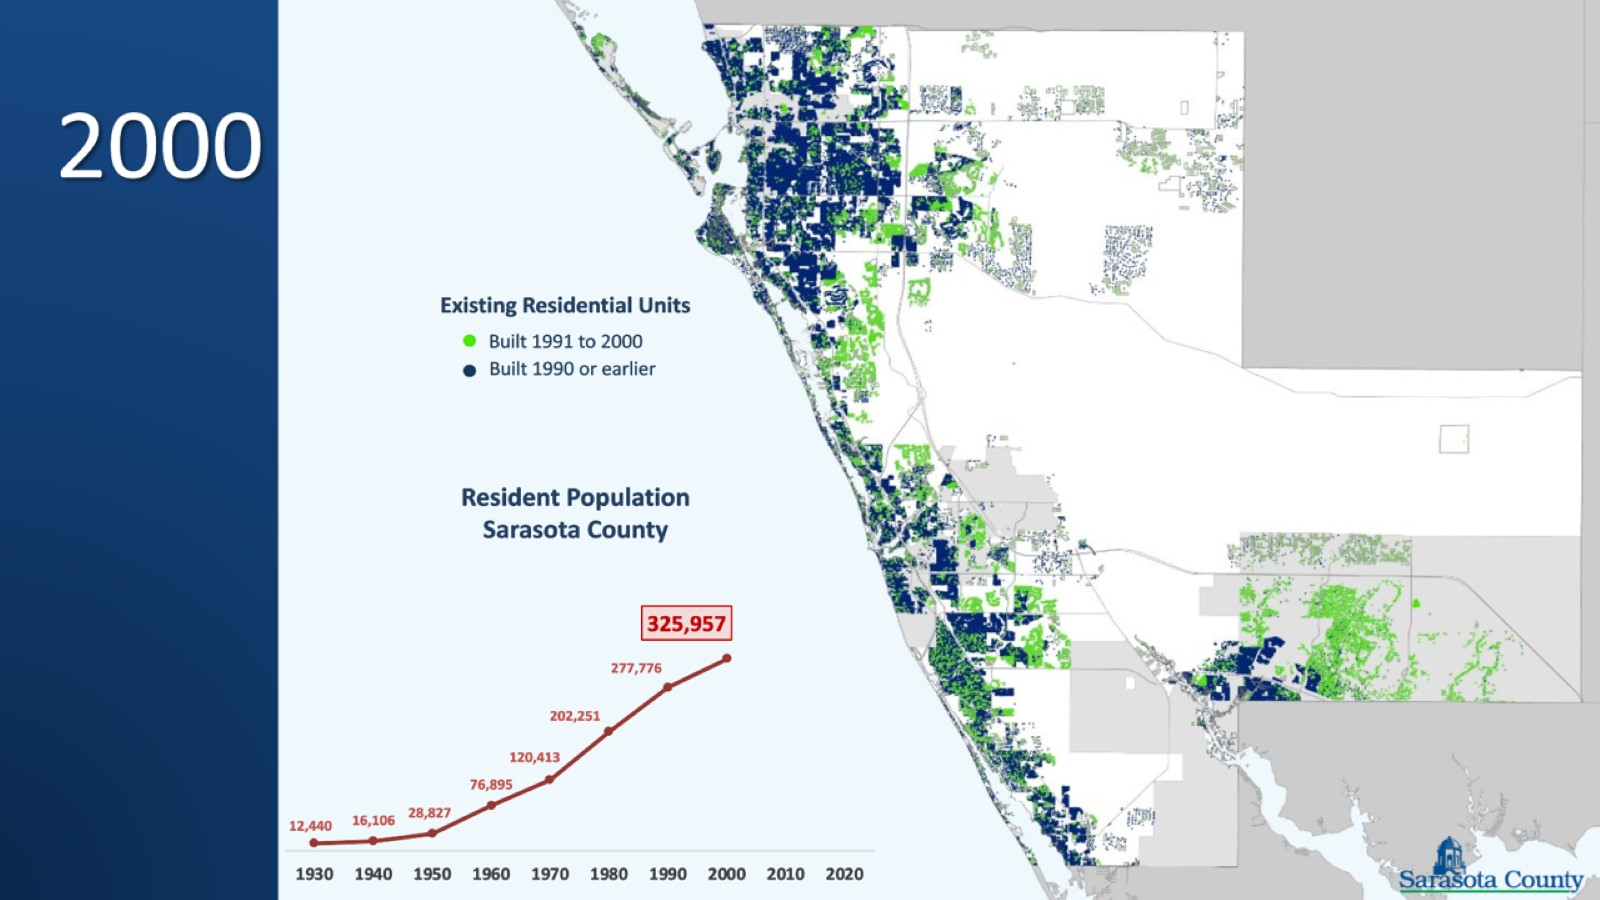 2000
Existing Residential Units
Built 1991 to 2000
Built 1990 or earlier
Resident Population
Sarasota County
325,957
277,776
202,251
120,413
76,895
28,827
16,106
12,440
1930 1940 1950 1960 1970 1980 1990 2000 2010 2020
Sarasota County